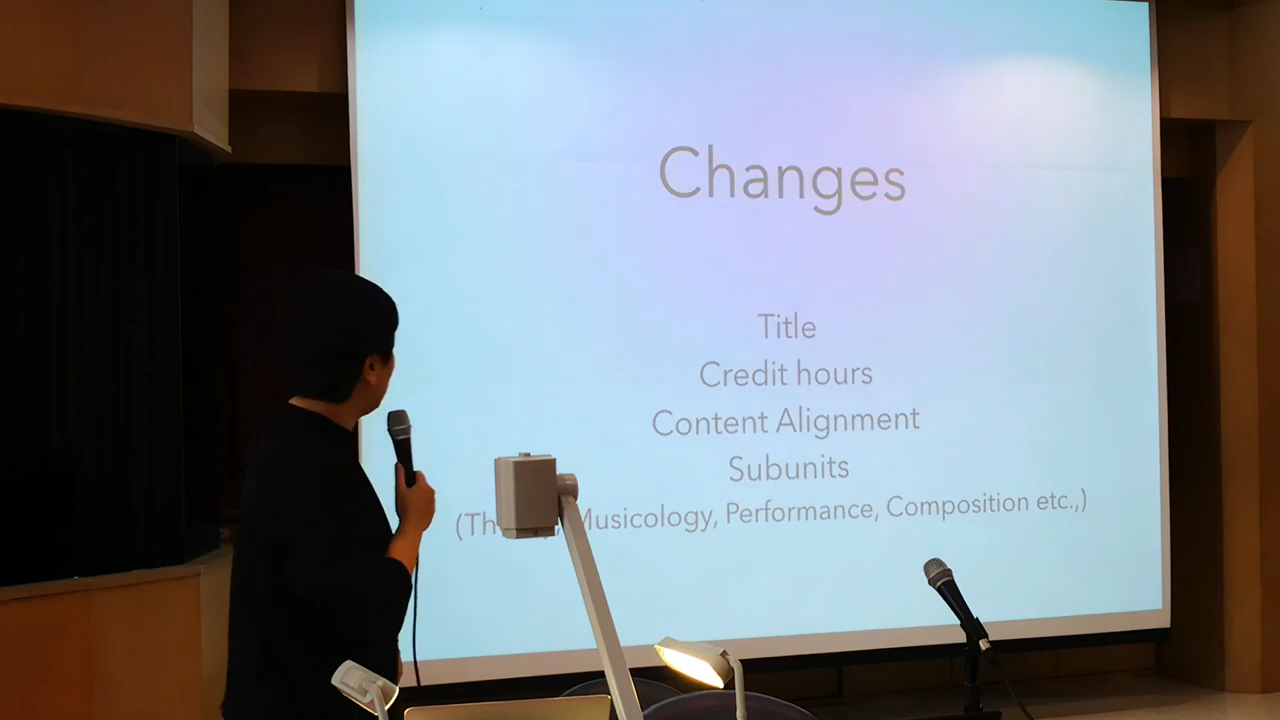 Changes
Title
Credit hours
Content Alignment
Subunits
Musicology, Performance, Composition etc.,)